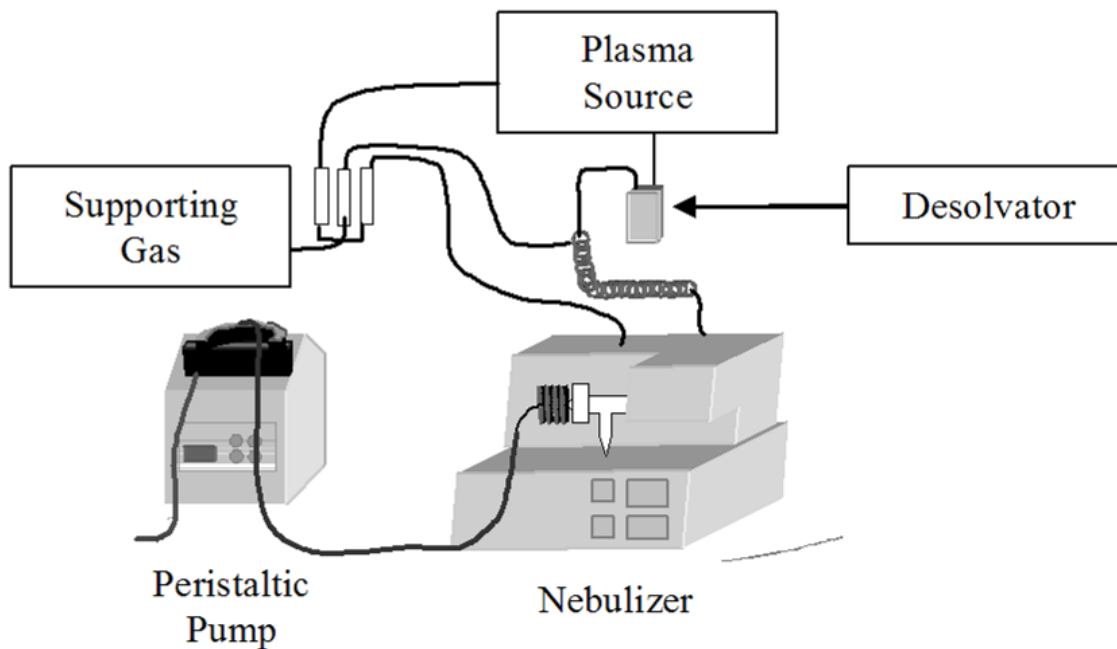 Plasma
Source
Supporting
Gas
Desolvator
Peristaltic
Pump
Nebulizer